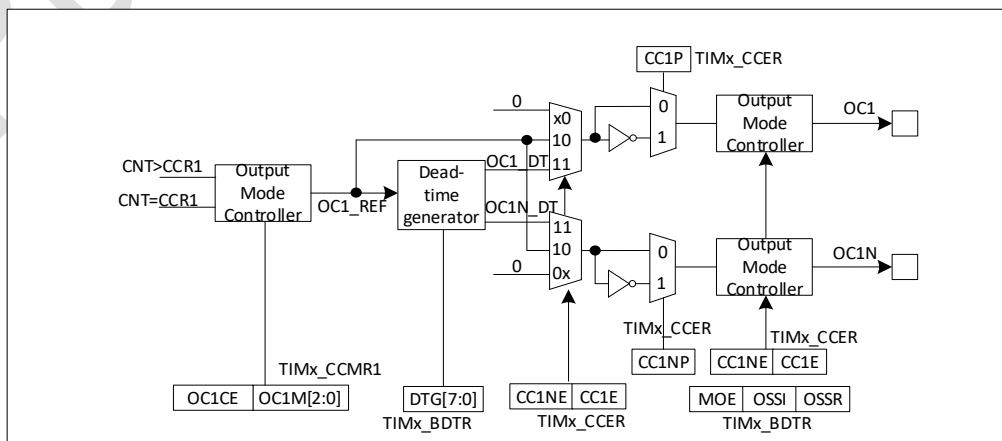 CC1P TIMx_CCER
0
x0
10
11
0
1
Output
Mode
Controller
OC1
CNT>CCR1
CNT=CCR1
Output
Mode
Controller
OC1_REF
Dead-
time
generator
OC1_DT
OC1N_DT
11
10
0x
0
0
1
Output
Mode
Controller
OC1N
TIMx_CCER
TIMx_CCER
CC1NP
CC1NE CC1E
TIMx_CCMR1
OC1CE OC1M[2:0]
DTG[7:0]
TIMx_BDTR
CC1NE CC1E
TIMx_CCER
MOE OSSI OSSR
TIMx_BDTR